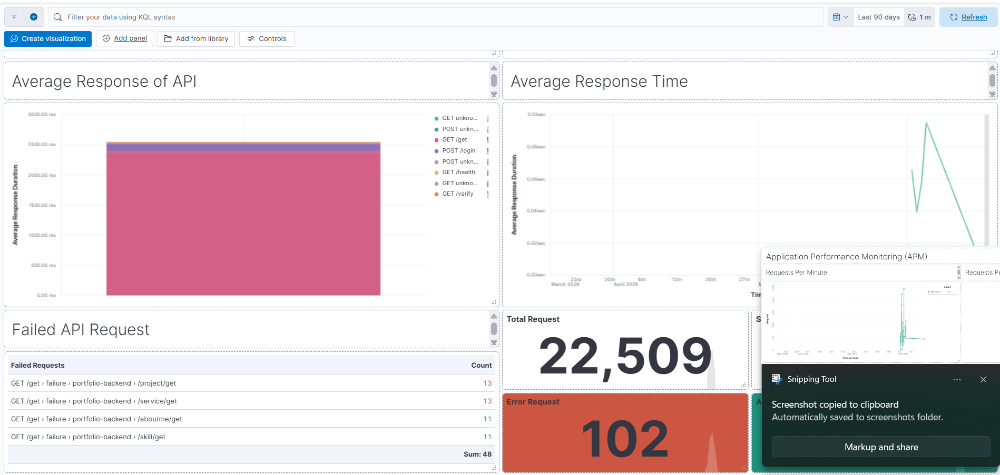 Filter your data using KQL syntax
Last 90 days
1 m
Refresh
Create visualization
Add panel
Add from library
Controls
Average Response of API
3000.00 ms
2500.00 ms
2000.00 ms
1500.00 ms
1000.00 ms
500.00 ms
0.00 ms
Average Response Duration
GET unkno...
POST unkn...
GET /get
POST /login
POST unkn...
GET /health
GET unkno...
GET /verify
Average Response Time
0.10sec
0.08sec
0.06sec
0.04sec
0.02sec
0.00sec
Average Response Duration
23rd
30th
6th
13th
20th
27th
March 2026
April 2026
Tim
Failed API Request
Failed Requests Count
GET /get › failure › portfolio-backend › /project/get 13
GET /get › failure › portfolio-backend › /service/get 13
GET /get › failure › portfolio-backend › /aboutme/get 11
GET /get › failure › portfolio-backend › /skill/get 11
Sum: 48
Total Request
22,509
S
Error Request
102
A
Application Performance Monitoring (APM)
Requests Per Minute
Requests Pe
Count
Request
Time per hour
Snipping Tool
Screenshot copied to clipboard
Automatically saved to screenshots folder.
Markup and share